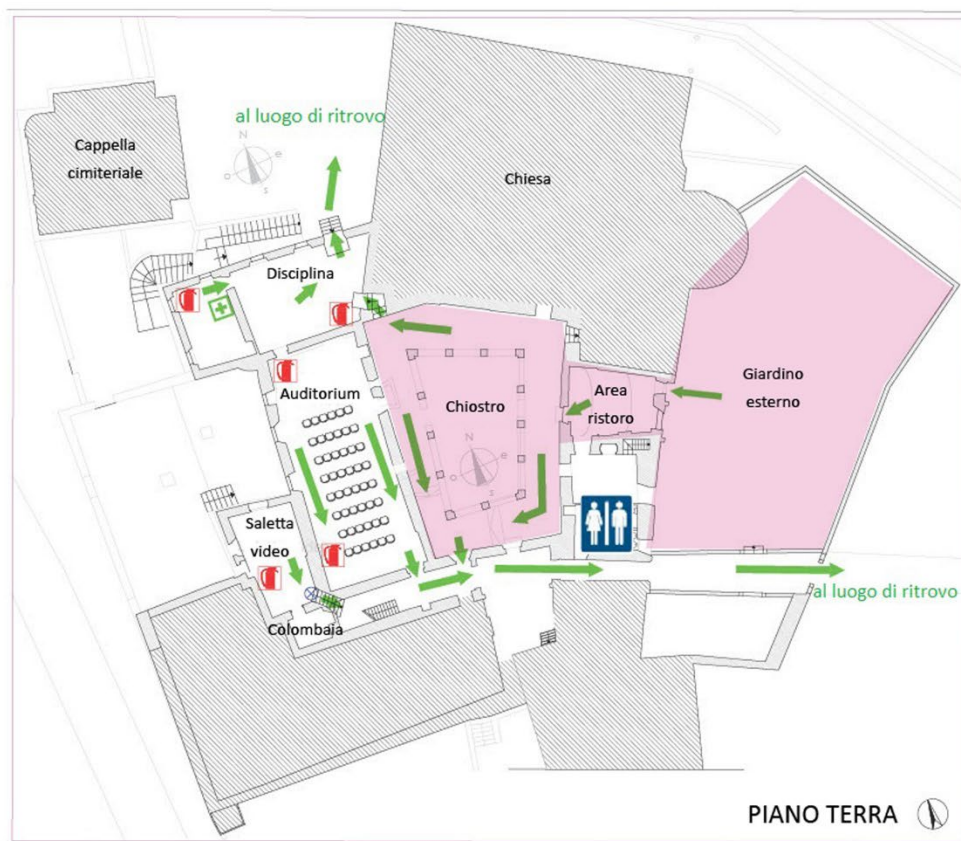 al luogo di ritrovo
Cappella
cimiteriale
Chiesa
Disciplina
Auditorium
Chiostro
Area
ristoro
Giardino
esterno
Saletta
video
Colombaia
al luogo di ritrovo
PIANO TERRA
N
o
e
s
N
s